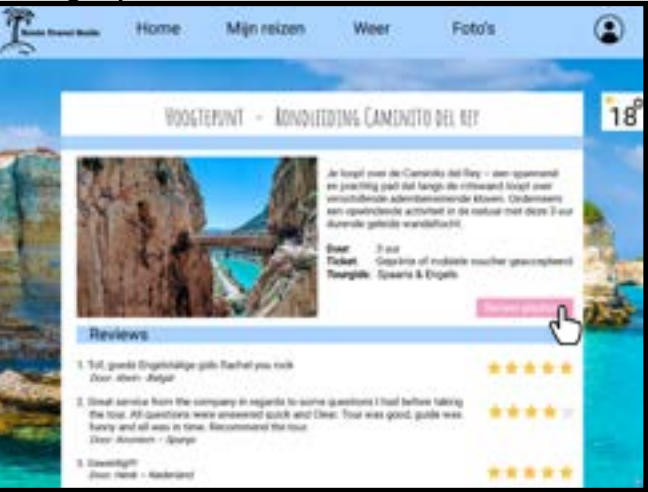 Home Mijn reizen Weer Foto's
18°
Hoogtepunt - Rondleiding Caminito del rey
Je loopt over de Caminito del Rey – een spannend
en prachtig pad dat langs de rotswand loopt over
verschillende adembenemende kloven. Onderneem
een opwindende activiteit in de natuur met deze 3 uur
durende geleide wandeltocht.
Duur: 3 uur
Ticket: Geprinte of mobiele voucher geaccepteerd
Tourgids: Spaans & Engels
Reviews
1. Tof, goede Engelstalige gids Rachel you rock
Door: - België
2. Great service from the company in regards to some questions I had before taking
the tour. All questions were answered quick and clear. Tour was good, guide was
funny and all was in time. Recommend the tour.
Door: Anoniem - Spanje
3. Geweldig!!!
Door: Henk - Nederland